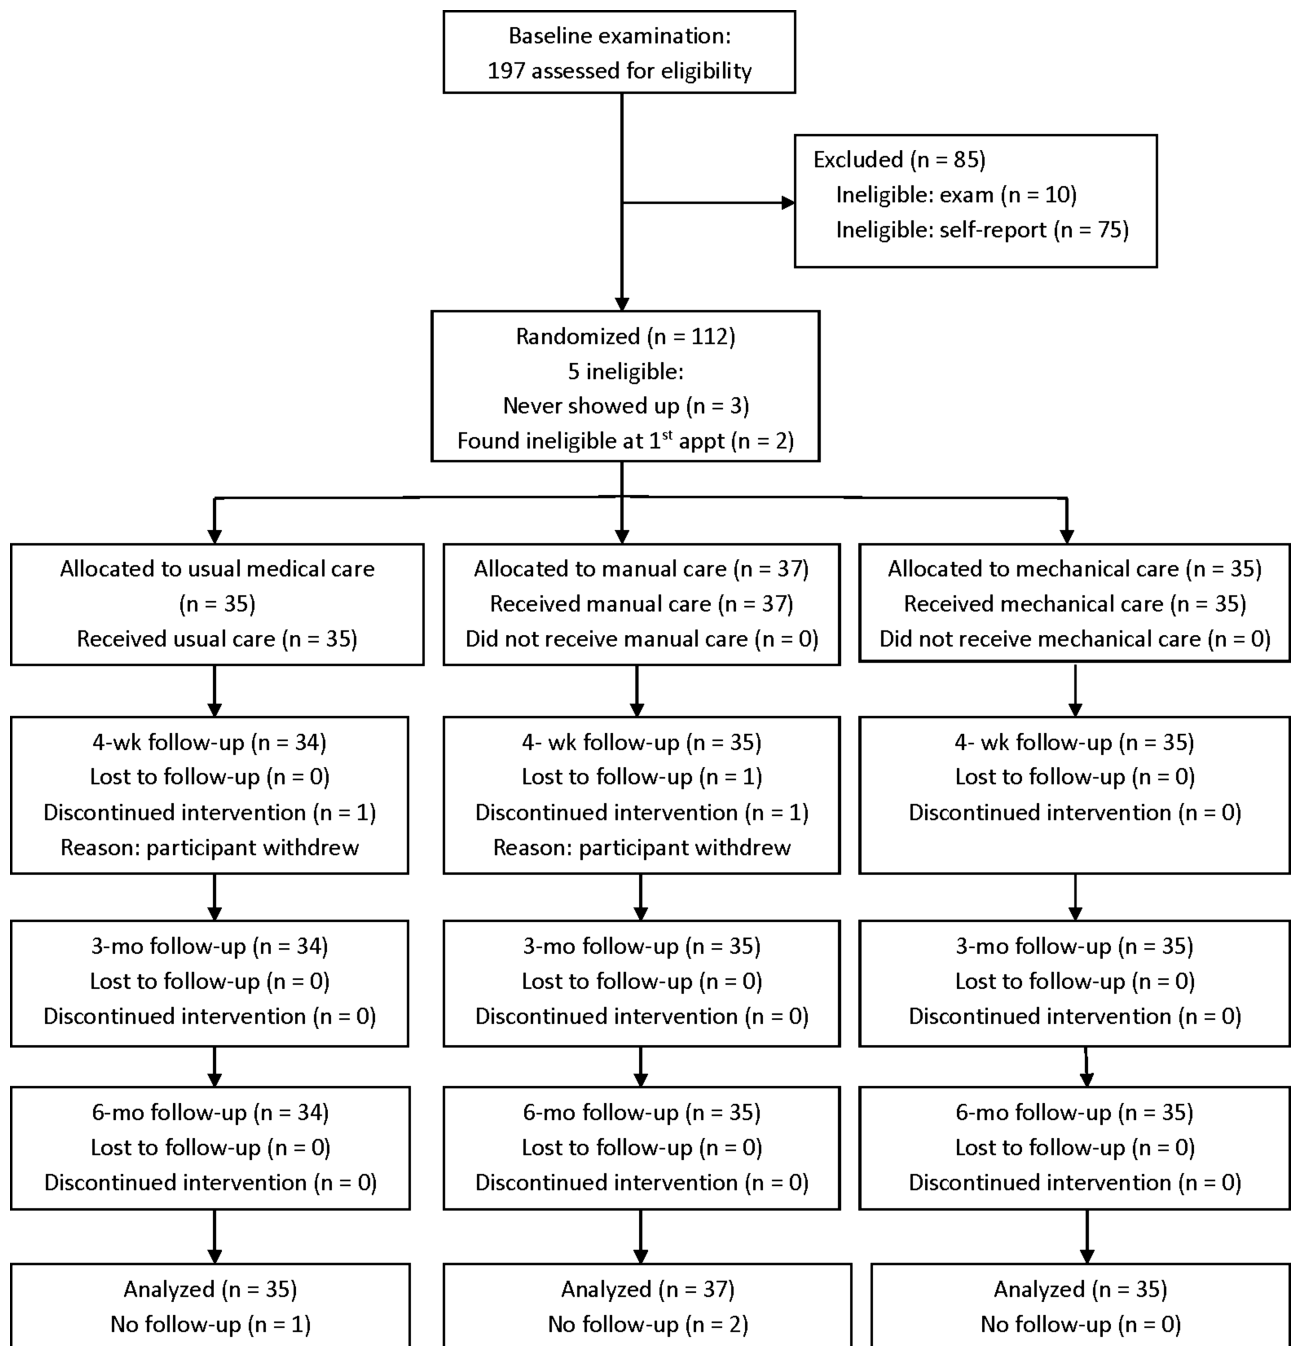 Baseline examination:
197 assessed for eligibility
Excluded (n = 85)
Ineligible: exam (n = 10)
Ineligible: self-report (n = 75)
Randomized (n = 112)
5 ineligible:
Never showed up (n = 3)
Found ineligible at 1st appt (n = 2)
Allocated to usual medical care
(n = 35)
Received usual care (n = 35)
Allocated to manual care (n = 37)
Received manual care (n = 37)
Did not receive manual care (n = 0)
Allocated to mechanical care (n = 35)
Received mechanical care (n = 35)
Did not receive mechanical care (n = 0)
4-wk follow-up (n = 34)
Lost to follow-up (n = 0)
Discontinued intervention (n = 1)
Reason: participant withdrew
4- wk follow-up (n = 35)
Lost to follow-up (n = 1)
Discontinued intervention (n = 1)
Reason: participant withdrew
4- wk follow-up (n = 35)
Lost to follow-up (n = 0)
Discontinued intervention (n = 0)
3-mo follow-up (n = 34)
Lost to follow-up (n = 0)
Discontinued intervention (n = 0)
3-mo follow-up (n = 35)
Lost to follow-up (n = 0)
Discontinued intervention (n = 0)
3-mo follow-up (n = 35)
Lost to follow-up (n = 0)
Discontinued intervention (n = 0)
6-mo follow-up (n = 34)
Lost to follow-up (n = 0)
Discontinued intervention (n = 0)
6-mo follow-up (n = 35)
Lost to follow-up (n = 0)
Discontinued intervention (n = 0)
6-mo follow-up (n = 35)
Lost to follow-up (n = 0)
Discontinued intervention (n = 0)
Analyzed (n = 35)
No follow-up (n = 1)
Analyzed (n = 37)
No follow-up (n = 2)
Analyzed (n = 35)
No follow-up (n = 0)